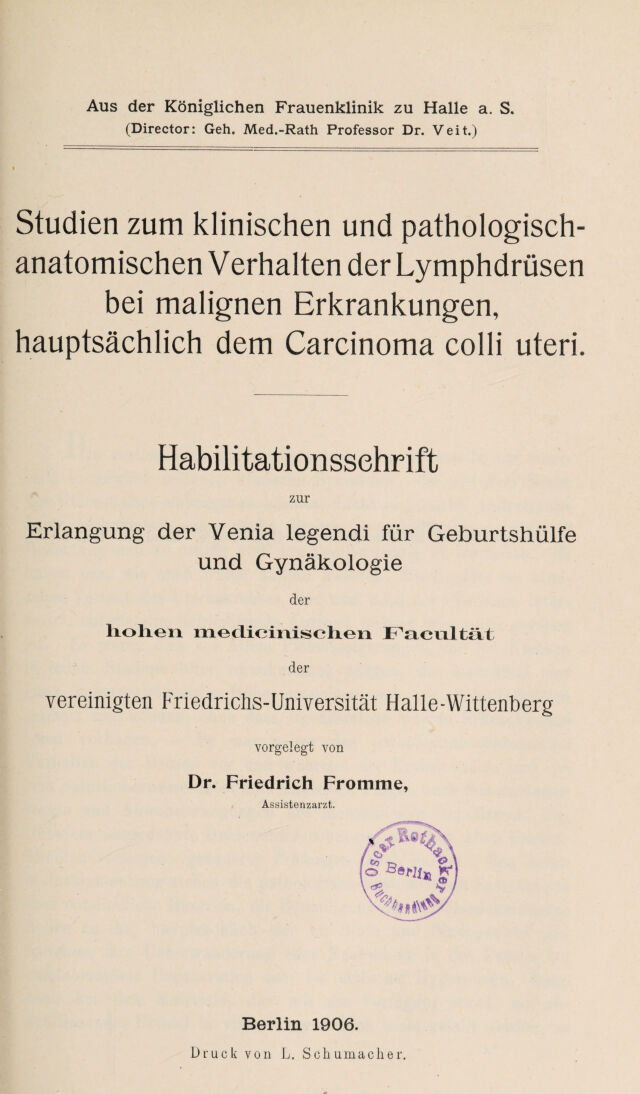 Aus der Königlichen Frauenklinik zu Halle a. S.
(Director: Geh. Med.-Rath Professor Dr. Veit.)
Studien zum klinischen und pathologisch-
anatomischen Verhalten der Lymphdrüsen
bei malignen Erkrankungen,
hauptsächlich dem Carcinoma colli uteri.
Habilitationsschrift
zur
Erlangung der Venia legendi für Geburtshülfe
und Gynäkologie
der
hohen medicinischen Facultät
der
vereinigten Friedrichs-Universität Halle-Wittenberg
vorgelegt von
Dr. Friedrich Fromme,
Assistenzarzt.
Oscar Rothacker
Berlin
Buchhandlung
Berlin 1906.
Druck von L. Schumacher.